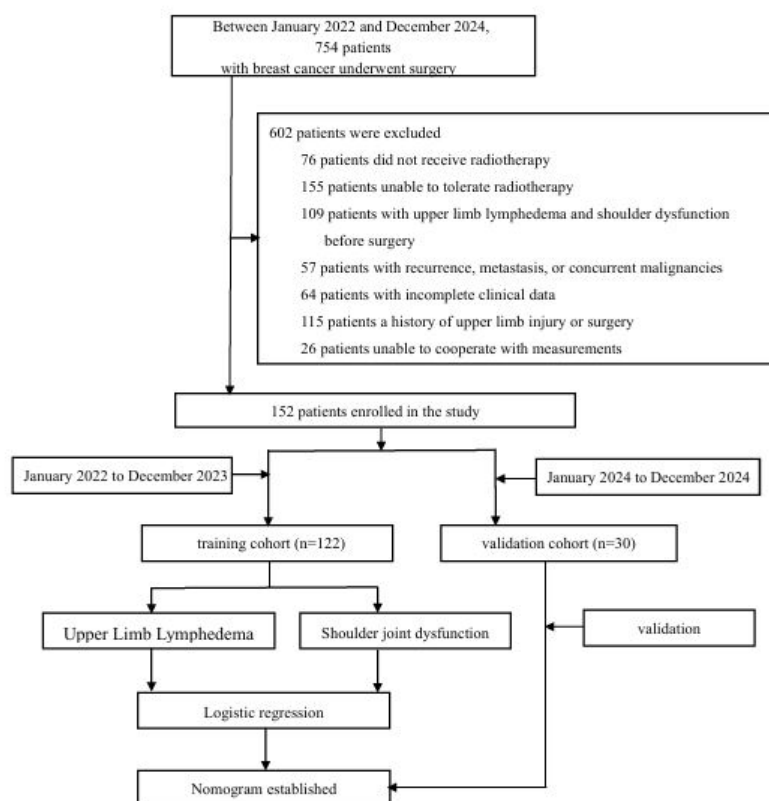 Between January 2022 and December 2024,
754 patients
with breast cancer underwent surgery
602 patients were excluded
76 patients did not receive radiotherapy
155 patients unable to tolerate radiotherapy
109 patients with upper limb lymphedema and shoulder dysfunction
before surgery
57 patients with recurrence, metastasis, or concurrent malignancies
64 patients with incomplete clinical data
115 patients a history of upper limb injury or surgery
26 patients unable to cooperate with measurements
152 patients enrolled in the study
January 2022 to December 2023
January 2024 to December 2024
training cohort (n=122)
validation cohort (n=30)
Upper Limb Lymphedema
Shoulder joint dysfunction
validation
Logistic regression
Nomogram established